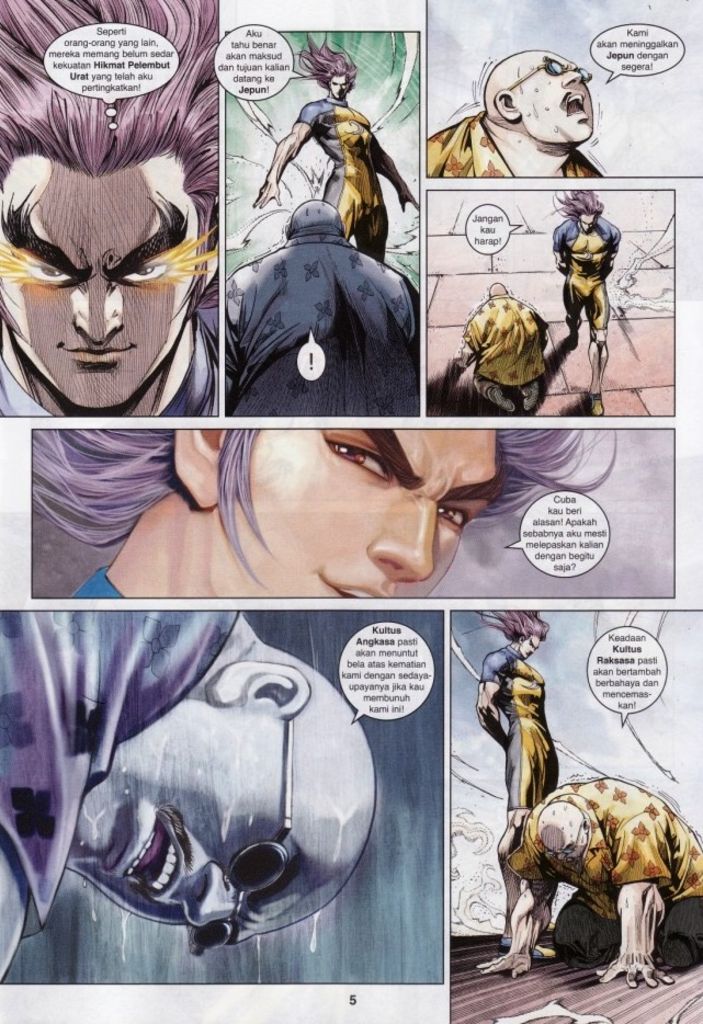 Seperti
orang-orang yang lain,
mereka memang belum sedar
kekuatan Hikmat Pelembut
Urat yang telah aku
pertingkatkan!
Aku
tahu benar
akan maksud
dan tujuan kalian
datang ke
Jepun!
!
Kami
akan meninggalkan
Jepun dengan
segera!
Jangan
kau
harap!
Cuba
kau beri
alasan! Apakah
sebabnya aku mesti
melepaskan kalian
dengan begitu
saja?
Kultus
Angkasa pasti
akan menuntut
bela atas kematian
kami dengan sedaya-
upayanya jika kau
membunuh
kami ini!
Keadaan
Kultus
Raksasa pasti
akan bertambah
berbahaya dan
mencemas-
kan!
5